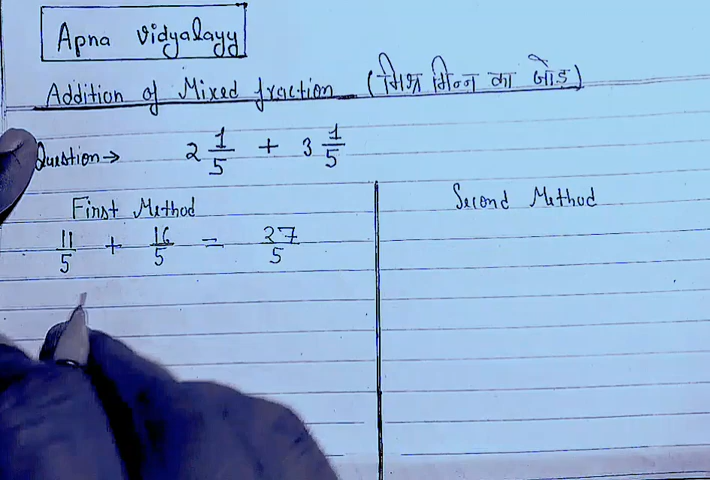 Apna Vidyalayy
Addition of Mixed fraction (मिश्र भिन्न का जोड़)
Question → 2 1/5 + 3 1/5
First Method
11/5 + 16/5 = 27/5
Second Method